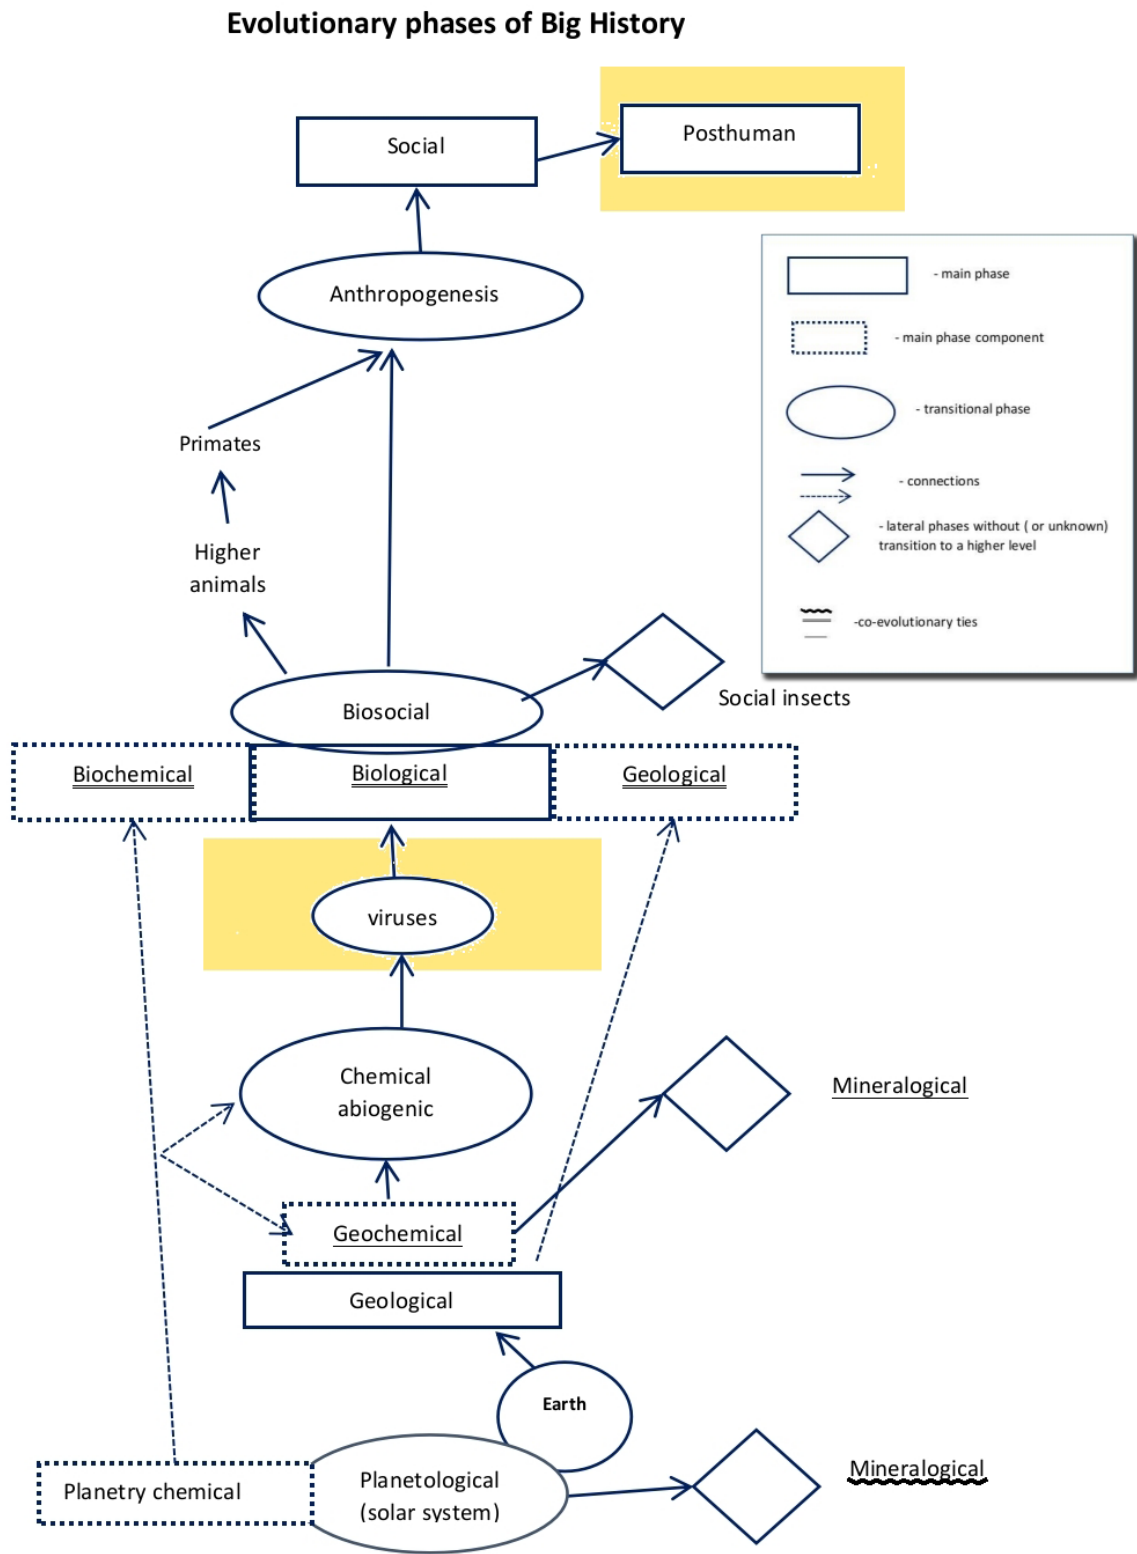 Evolutionary phases of Big History
Social
Posthuman
- main phase
- main phase component
- transitional phase
- connections
- lateral phases without ( or unknown)
transition to a higher level
-co-evolutionary ties
Anthropogenesis
Primates
Higher
animals
Social insects
Biosocial
Biochemical
Biological
Geological
viruses
Chemical
abiogenic
Mineralogical
Geochemical
Geological
Earth
Planetry chemical
Planetological
(solar system)
Mineralogical